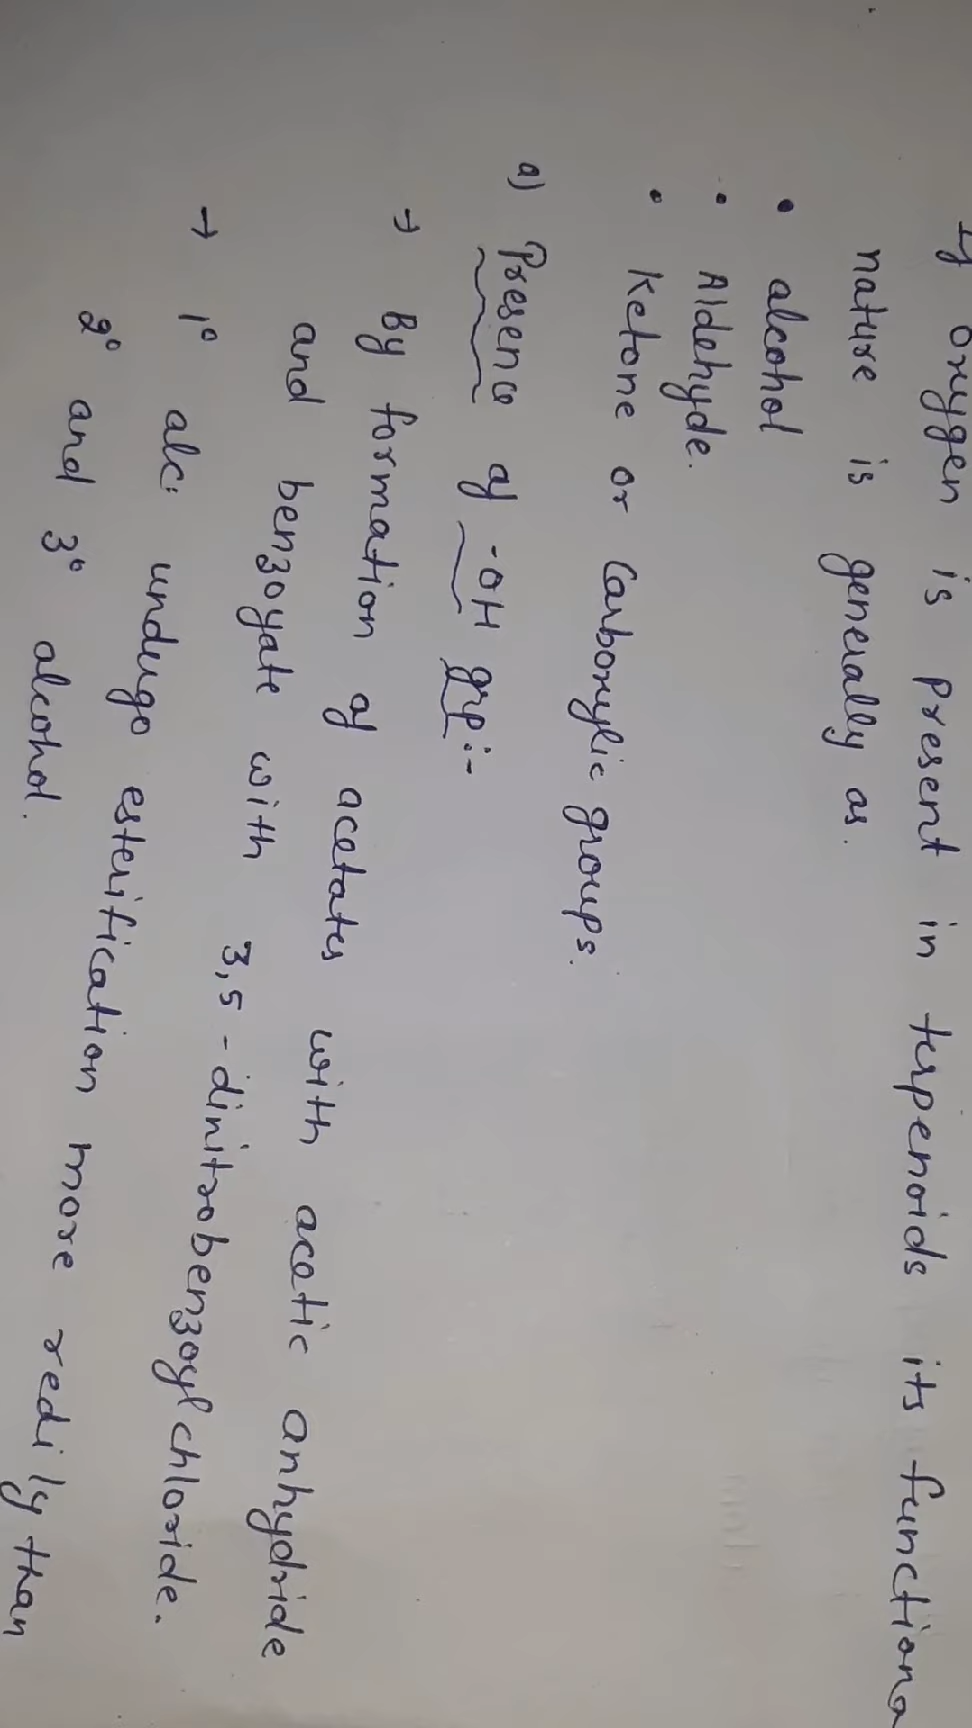 If oxygen is present in terpenoids its functiona
nature is generally as.
• alcohol
• Aldehyde.
• Ketone or Carboxylic groups.
a) Presence of -OH grp:-
→ By formation of acetates with acetic anhydride
and benzoyate with 3,5-dinitrobenzoyl chloride.
→ 1° alc: undugo esterification more redily than
2° and 3° alcohol.